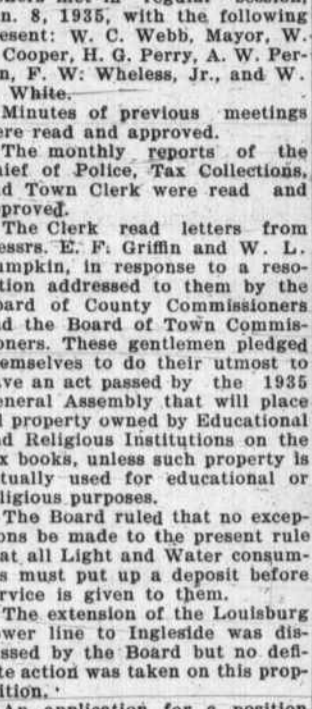 n. 8, 1935, with the following
esent: W. C. Webb, Mayor, W.
Cooper, H. G. Perry, A. W. Per-
n, F. W. Wheless, Jr., and W.
White.
Minutes of previous meetings
ere read and approved.
The monthly reports of the
ief of Police, Tax Collections,
d Town Clerk were read and
proved.
The Clerk read letters from
essrs. E. F. Griffin and W. L.
umpkin, in response to a reso-
tion addressed to them by the
oard of County Commissioners
d the Board of Town Commis-
oners. These gentlemen pledged
emselves to do their utmost to
ve an act passed by the 1935
eneral Assembly that will place
l property owned by Educational
d Religious Institutions on the
x books, unless such property is
tually used for educational or
ligious purposes.
The Board ruled that no excep-
ons be made to the present rule
at all Light and Water consum-
s must put up a deposit before
rvice is given to them.
The extension of the Louisburg
ower line to Ingleside was dis-
ssed by the Board but no defi-
te action was taken on this prop-
ition.
An application for a position